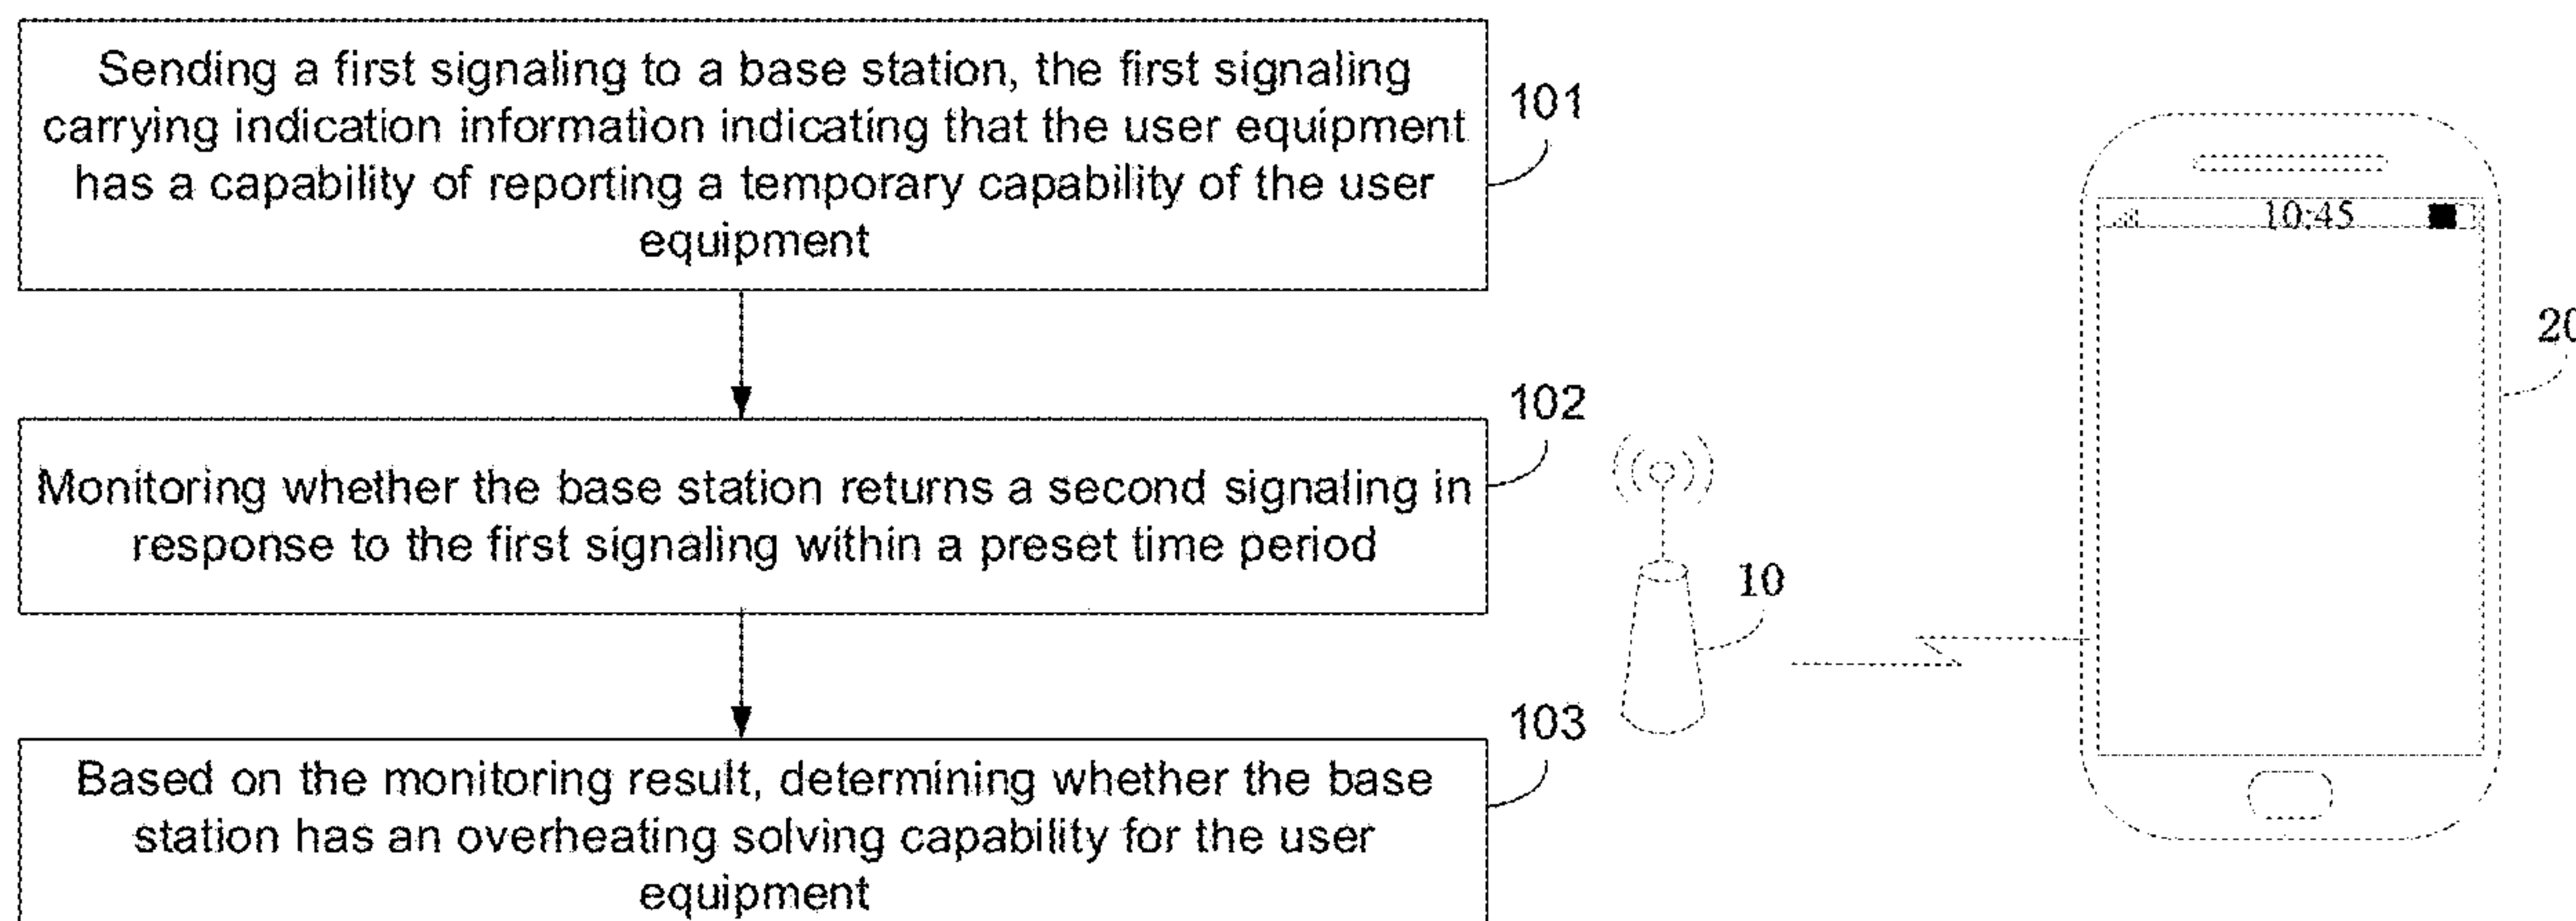 Sending a first signaling to a base station, the first signaling
carrying indication information indicating that the user equipment
has a capability of reporting a temporary capability of the user
equipment
101
Monitoring whether the base station returns a second signaling in
response to the first signaling within a preset time period
102
Based on the monitoring result, determining whether the base
station has an overheating solving capability for the user
equipment
103
10
10:45
20